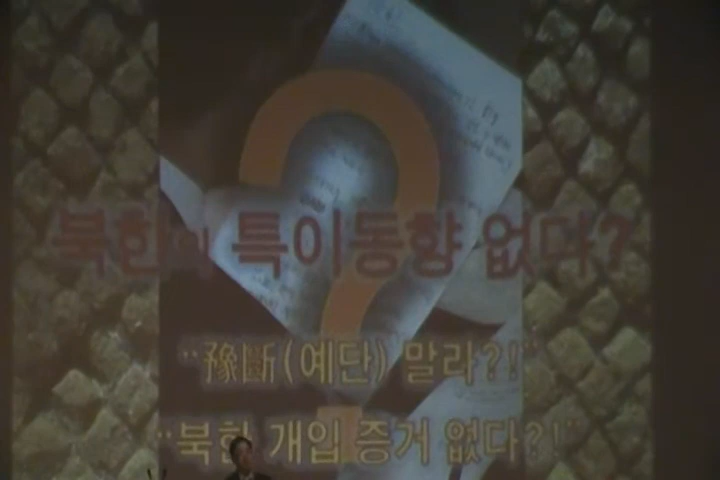 북한의 특이동향 없다?
"豫斷(예단) 말라?!"
"북한 개입 증거 없다?!"